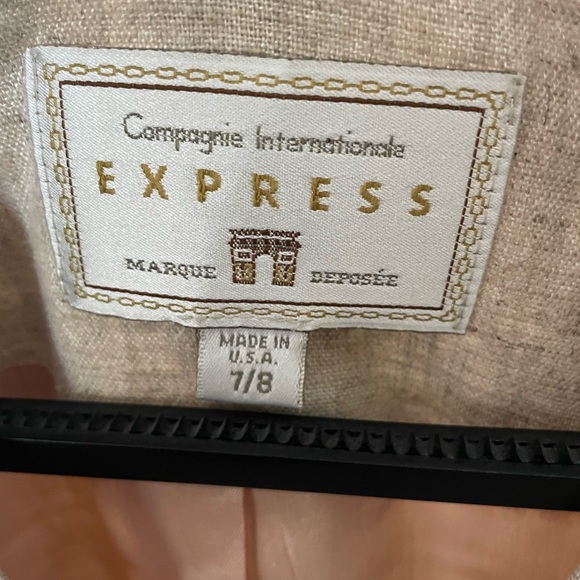 Compagnie Internationale
EXPRESS
MARQUE DEPOSÉE
MADE IN
U.S.A.
7/8